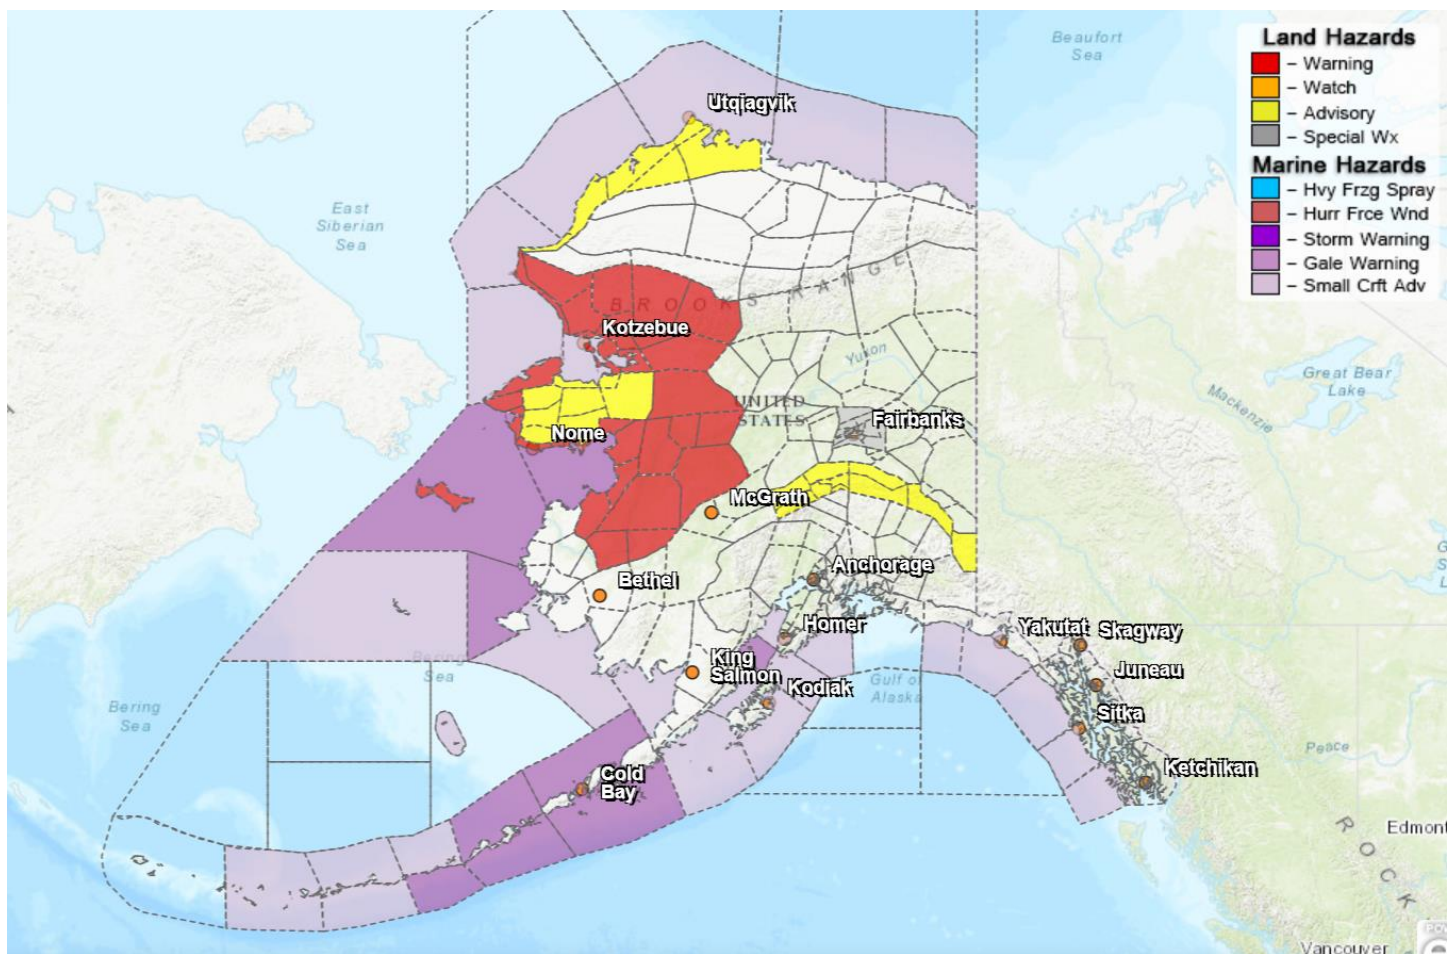 Land Hazards
– Warning
– Watch
– Advisory
– Special Wx
Marine Hazards
– Hvy Frzg Spray
– Hurr Frce Wnd
– Storm Warning
– Gale Warning
– Small Crft Adv
Beaufort
Sea
Utqiagvik
East
Siberian
Sea
BROOKS RANGE
Kotzebue
Yukon
Great Bear
Lake
Mackenzie
UNITED
STATES
Fairbanks
Nome
McGrath
Anchorage
Bethel
Homer
Yakutat
Skagway
King
Salmon
Juneau
Bering
Sea
Kodiak
Gulf of
Alaska
Sitka
Bering
Sea
Peace
Cold
Bay
Ketchikan
ROCK
Edmont
Vancouver